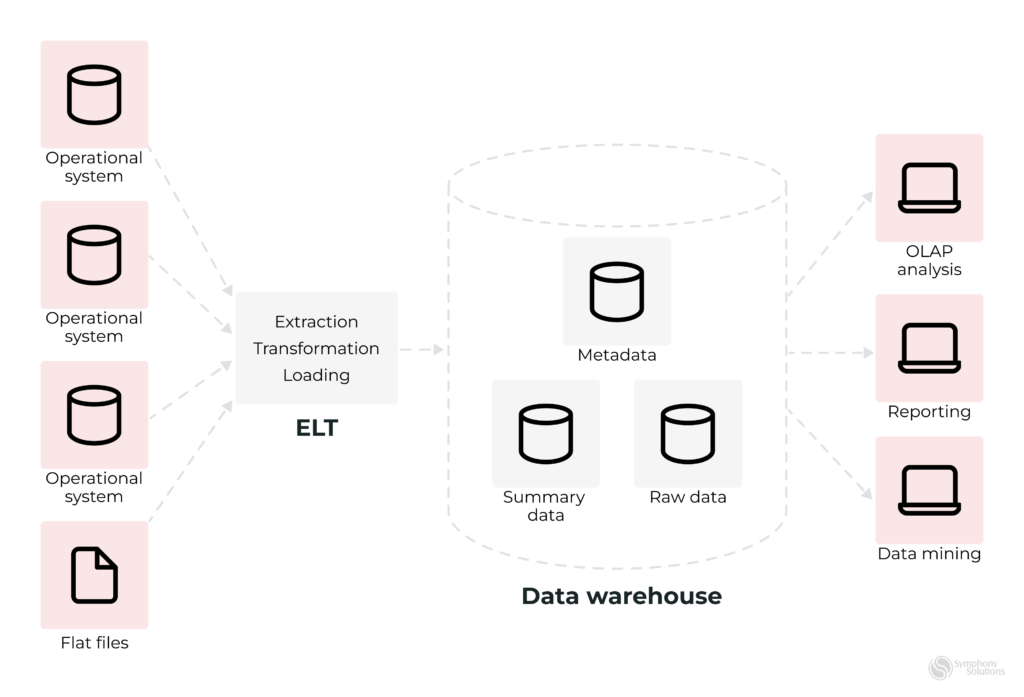 Operational
system
Operational
system
Operational
system
Flat files
Extraction
Transformation
Loading
ELT
Metadata
Summary
data
Raw data
Data warehouse
OLAP
analysis
Reporting
Data mining
Symphony
Solutions